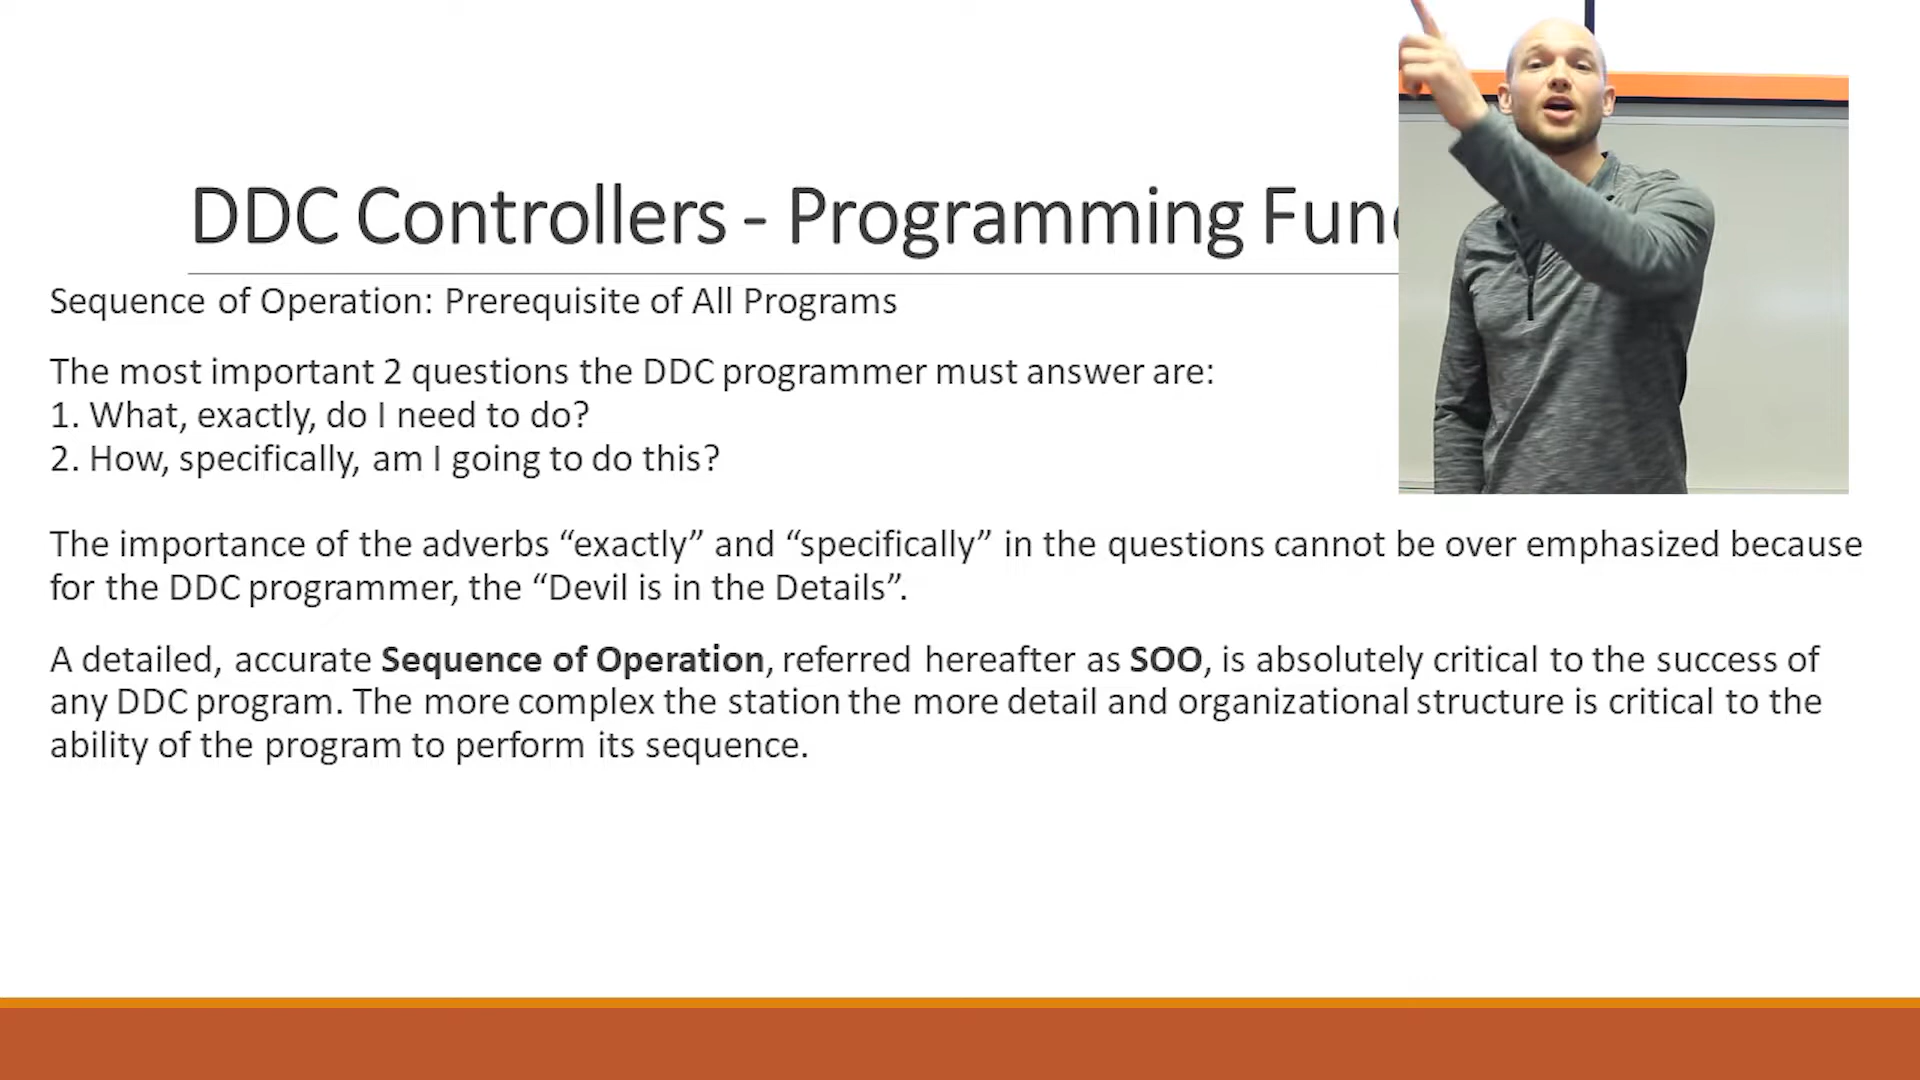 DDC Controllers - Programming
Sequence of Operation: Prerequisite of All Programs
The most important 2 questions the DDC programmer must answer are:
1. What, exactly, do I need to do?
2. How, specifically, am I going to do this?
The importance of the adverbs “exactly” and “specifically” in the questions cannot be over emphasized because
for the DDC programmer, the “Devil is in the Details”.
A detailed, accurate Sequence of Operation, referred hereafter as SOO, is absolutely critical to the success of
any DDC program. The more complex the station the more detail and organizational structure is critical to the
ability of the program to perform its sequence.